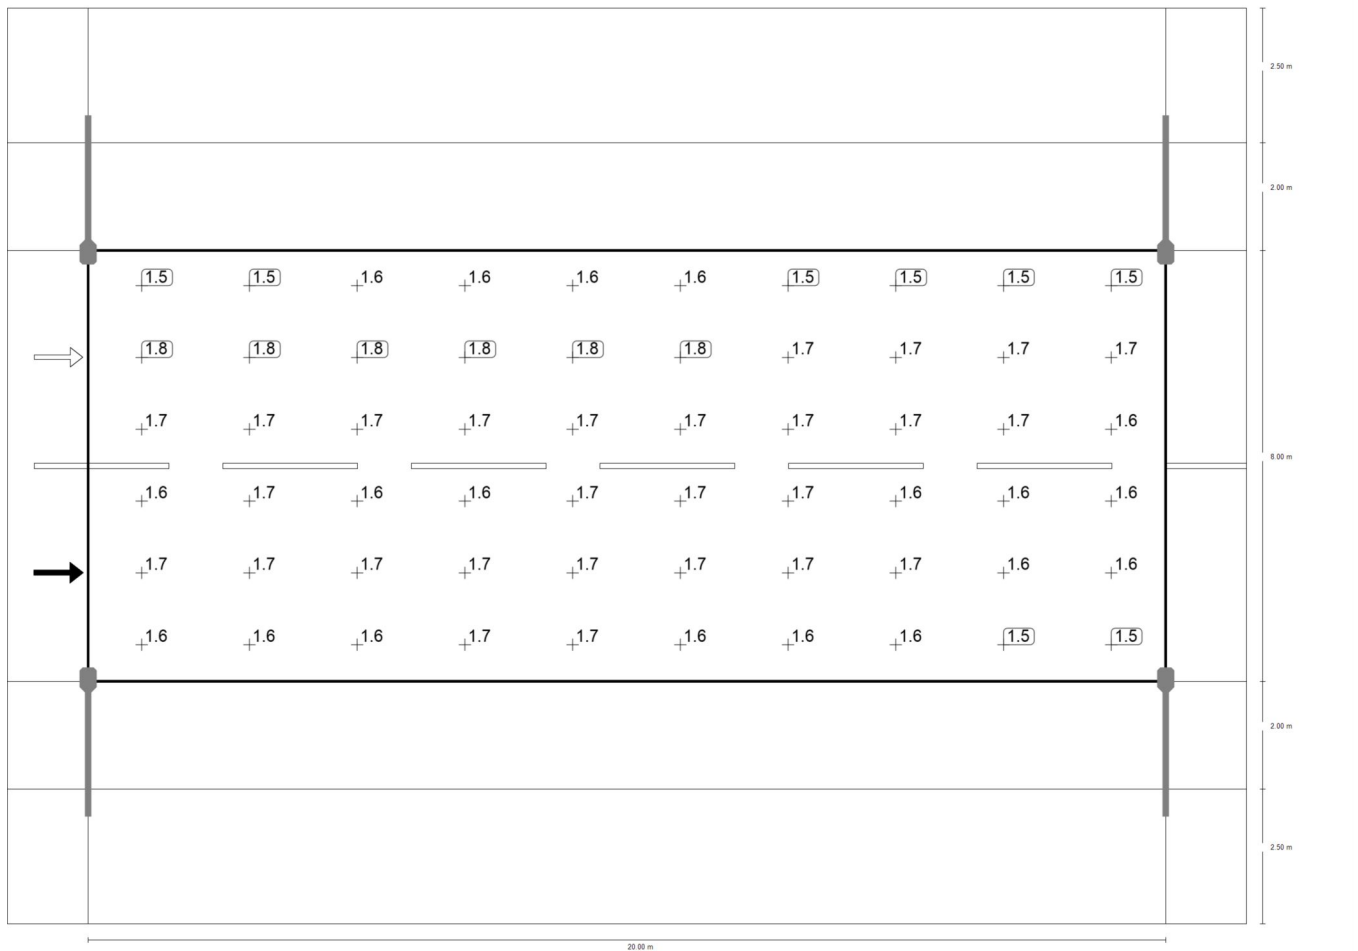 2.50 m
2.00 m
1.5 1.5 1.6 1.6 1.6 1.6 1.5 1.5 1.5 1.5
1.8 1.8 1.8 1.8 1.8 1.8 1.7 1.7 1.7 1.7
1.7 1.7 1.7 1.7 1.7 1.7 1.7 1.7 1.7 1.6
8.00 m
1.6 1.7 1.6 1.6 1.7 1.7 1.7 1.6 1.6 1.6
1.7 1.7 1.7 1.7 1.7 1.7 1.7 1.7 1.6 1.6
1.6 1.6 1.6 1.7 1.7 1.6 1.6 1.6 1.5 1.5
2.00 m
2.50 m
20.00 m